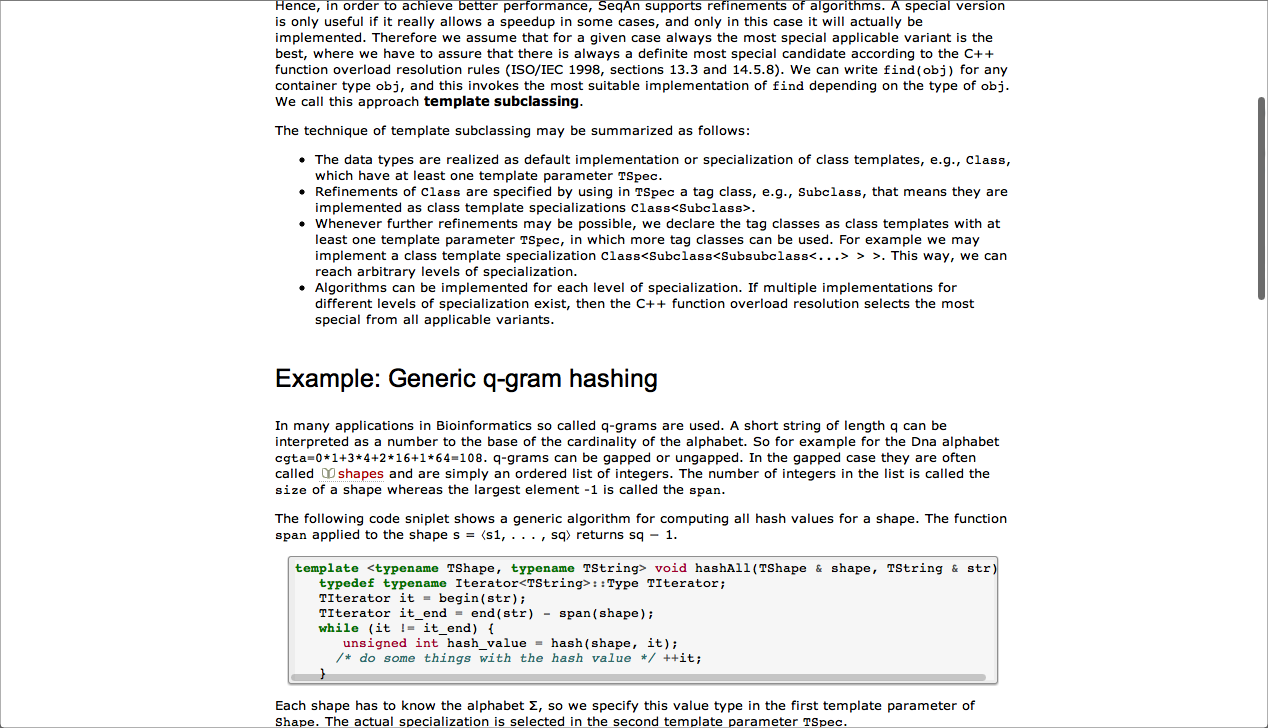 Hence, in order to achieve better performance, SeqAn supports refinements of algorithms. A special version
is only useful if it really allows a speedup in some cases, and only in this case it will actually be
implemented. Therefore we assume that for a given case always the most special applicable variant is the
best, where we have to assure that there is always a definite most special candidate according to the C++
function overload resolution rules (ISO/IEC 1998, sections 13.3 and 14.5.8). We can write find(obj) for any
container type obj, and this invokes the most suitable implementation of find depending on the type of obj.
We call this approach template subclassing.
The technique of template subclassing may be summarized as follows:
• The data types are realized as default implementation or specialization of class templates, e.g., Class,
which have at least one template parameter TSpec.
• Refinements of Class are specified by using in TSpec a tag class, e.g., Subclass, that means they are
implemented as class template specializations Class<Subclass>.
• Whenever further refinements may be possible, we declare the tag classes as class templates with at
least one template parameter TSpec, in which more tag classes can be used. For example we may
implement a class template specialization Class<Subclass<Subsubclass<...> > >. This way, we can
reach arbitrary levels of specialization.
• Algorithms can be implemented for each level of specialization. If multiple implementations for
different levels of specialization exist, then the C++ function overload resolution selects the most
special from all applicable variants.
Example: Generic q-gram hashing
In many applications in Bioinformatics so called q-grams are used. A short string of length q can be
interpreted as a number to the base of the cardinality of the alphabet. So for example for the Dna alphabet
cgta=0*1+3*4+2*16+1*64=108. q-grams can be gapped or ungapped. In the gapped case they are often
called shapes and are simply an ordered list of integers. The number of integers in the list is called the
size of a shape whereas the largest element -1 is called the span.
The following code sniplet shows a generic algorithm for computing all hash values for a shape. The function
span applied to the shape s = ⟨s1, . . . , sq⟩ returns sq − 1.
template <typename TShape, typename TString> void hashAll(TShape & shape, TString & str)
typedef typename Iterator<TString>::Type TIterator;
TIterator it = begin(str);
TIterator it_end = end(str) - span(shape);
while (it != it_end) {
unsigned int hash_value = hash(shape, it);
/* do some things with the hash value */ ++it;
}
Each shape has to know the alphabet Σ, so we specify this value type in the first template parameter of
Shape. The actual specialization is selected in the second template parameter TSpec.